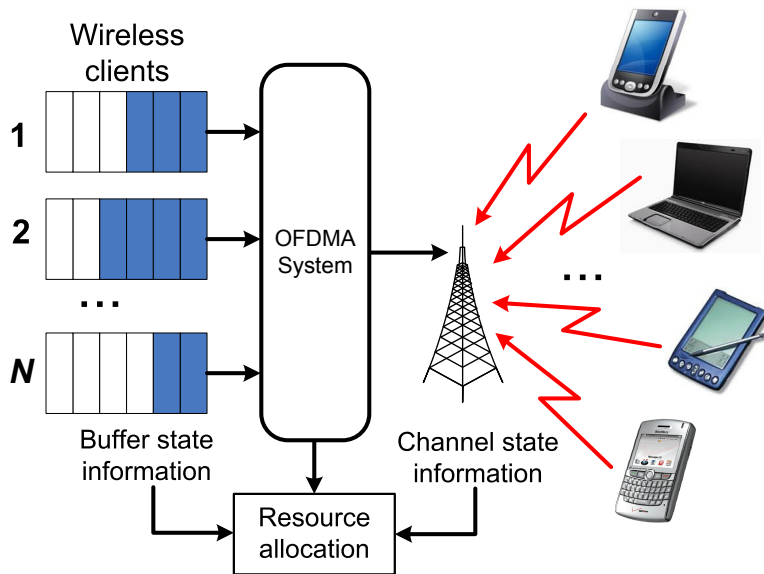 Wireless
clients
1
2
...
N
OFDMA
System
...
Buffer state
information
Channel state
information
Resource
allocation